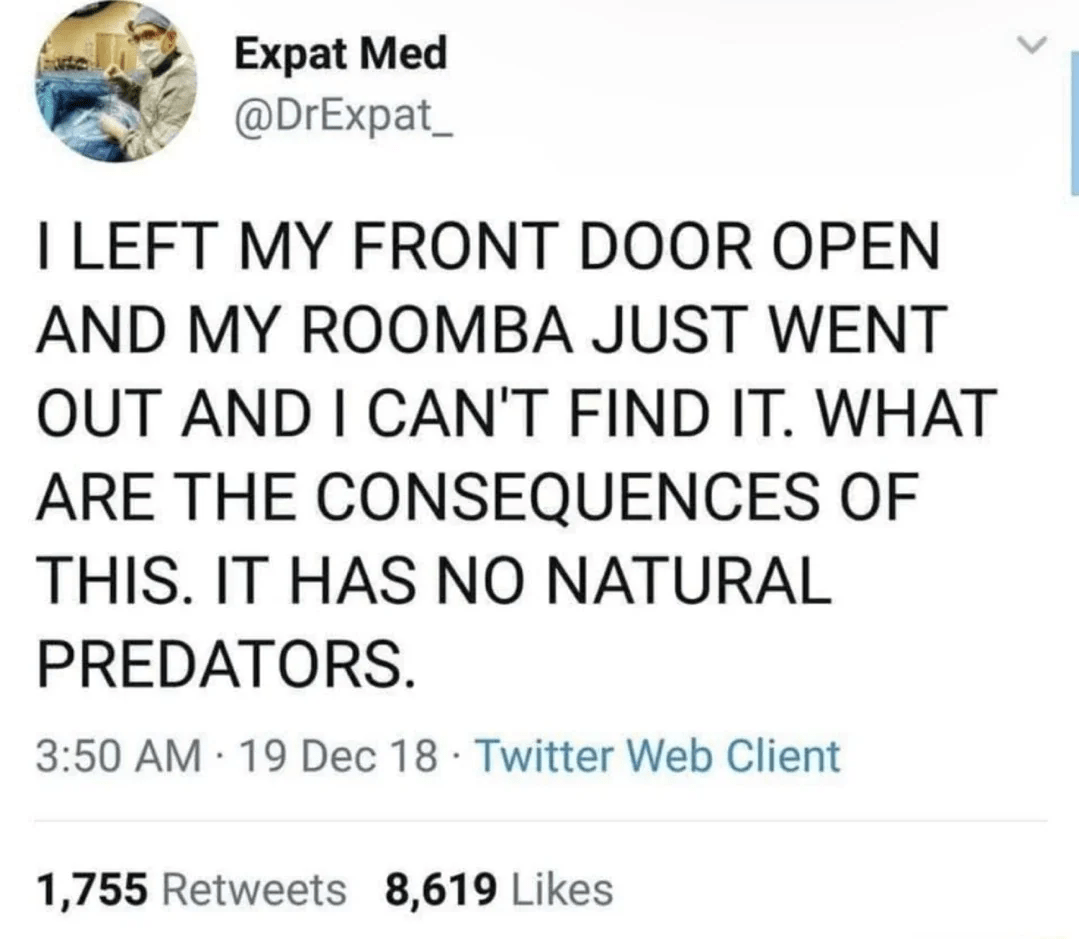 Expat Med
@DrExpat_
I LEFT MY FRONT DOOR OPEN
AND MY ROOMBA JUST WENT
OUT AND I CAN'T FIND IT. WHAT
ARE THE CONSEQUENCES OF
THIS. IT HAS NO NATURAL
PREDATORS.
3:50 AM · 19 Dec 18 · Twitter Web Client
1,755 Retweets 8,619 Likes